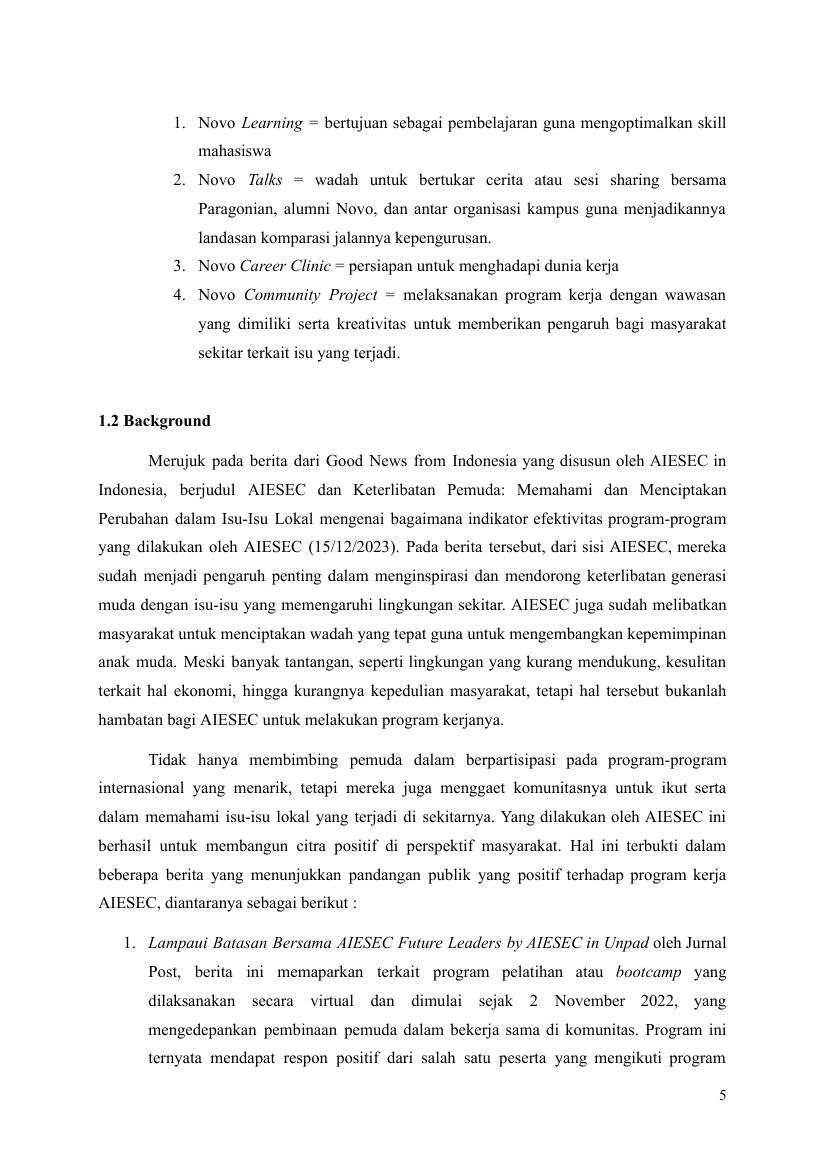 1. Novo Learning = bertujuan sebagai pembelajaran guna mengoptimalkan skill
mahasiswa
2. Novo Talks = wadah untuk bertukar cerita atau sesi sharing bersama
Paragonian, alumni Novo, dan antar organisasi kampus guna menjadikannya
landasan komparasi jalannya kepengurusan.
3. Novo Career Clinic = persiapan untuk menghadapi dunia kerja
4. Novo Community Project = melaksanakan program kerja dengan wawasan
yang dimiliki serta kreativitas untuk memberikan pengaruh bagi masyarakat
sekitar terkait isu yang terjadi.
1.2 Background
Merujuk pada berita dari Good News from Indonesia yang disusun oleh AIESEC in
Indonesia, berjudul AIESEC dan Keterlibatan Pemuda: Memahami dan Menciptakan
Perubahan dalam Isu-Isu Lokal mengenai bagaimana indikator efektivitas program-program
yang dilakukan oleh AIESEC (15/12/2023). Pada berita tersebut, dari sisi AIESEC, mereka
sudah menjadi pengaruh penting dalam menginspirasi dan mendorong keterlibatan generasi
muda dengan isu-isu yang memengaruhi lingkungan sekitar. AIESEC juga sudah melibatkan
masyarakat untuk menciptakan wadah yang tepat guna untuk mengembangkan kepemimpinan
anak muda. Meski banyak tantangan, seperti lingkungan yang kurang mendukung, kesulitan
terkait hal ekonomi, hingga kurangnya kepedulian masyarakat, tetapi hal tersebut bukanlah
hambatan bagi AIESEC untuk melakukan program kerjanya.
Tidak hanya membimbing pemuda dalam berpartisipasi pada program-program
internasional yang menarik, tetapi mereka juga menggaet komunitasnya untuk ikut serta
dalam memahami isu-isu lokal yang terjadi di sekitarnya. Yang dilakukan oleh AIESEC ini
berhasil untuk membangun citra positif di perspektif masyarakat. Hal ini terbukti dalam
beberapa berita yang menunjukkan pandangan publik yang positif terhadap program kerja
AIESEC, diantaranya sebagai berikut :
1. Lampaui Batasan Bersama AIESEC Future Leaders by AIESEC in Unpad oleh Jurnal
Post, berita ini memaparkan terkait program pelatihan atau bootcamp yang
dilaksanakan secara virtual dan dimulai sejak 2 November 2022, yang
mengedepankan pembinaan pemuda dalam bekerja sama di komunitas. Program ini
ternyata mendapat respon positif dari salah satu peserta yang mengikuti program
5